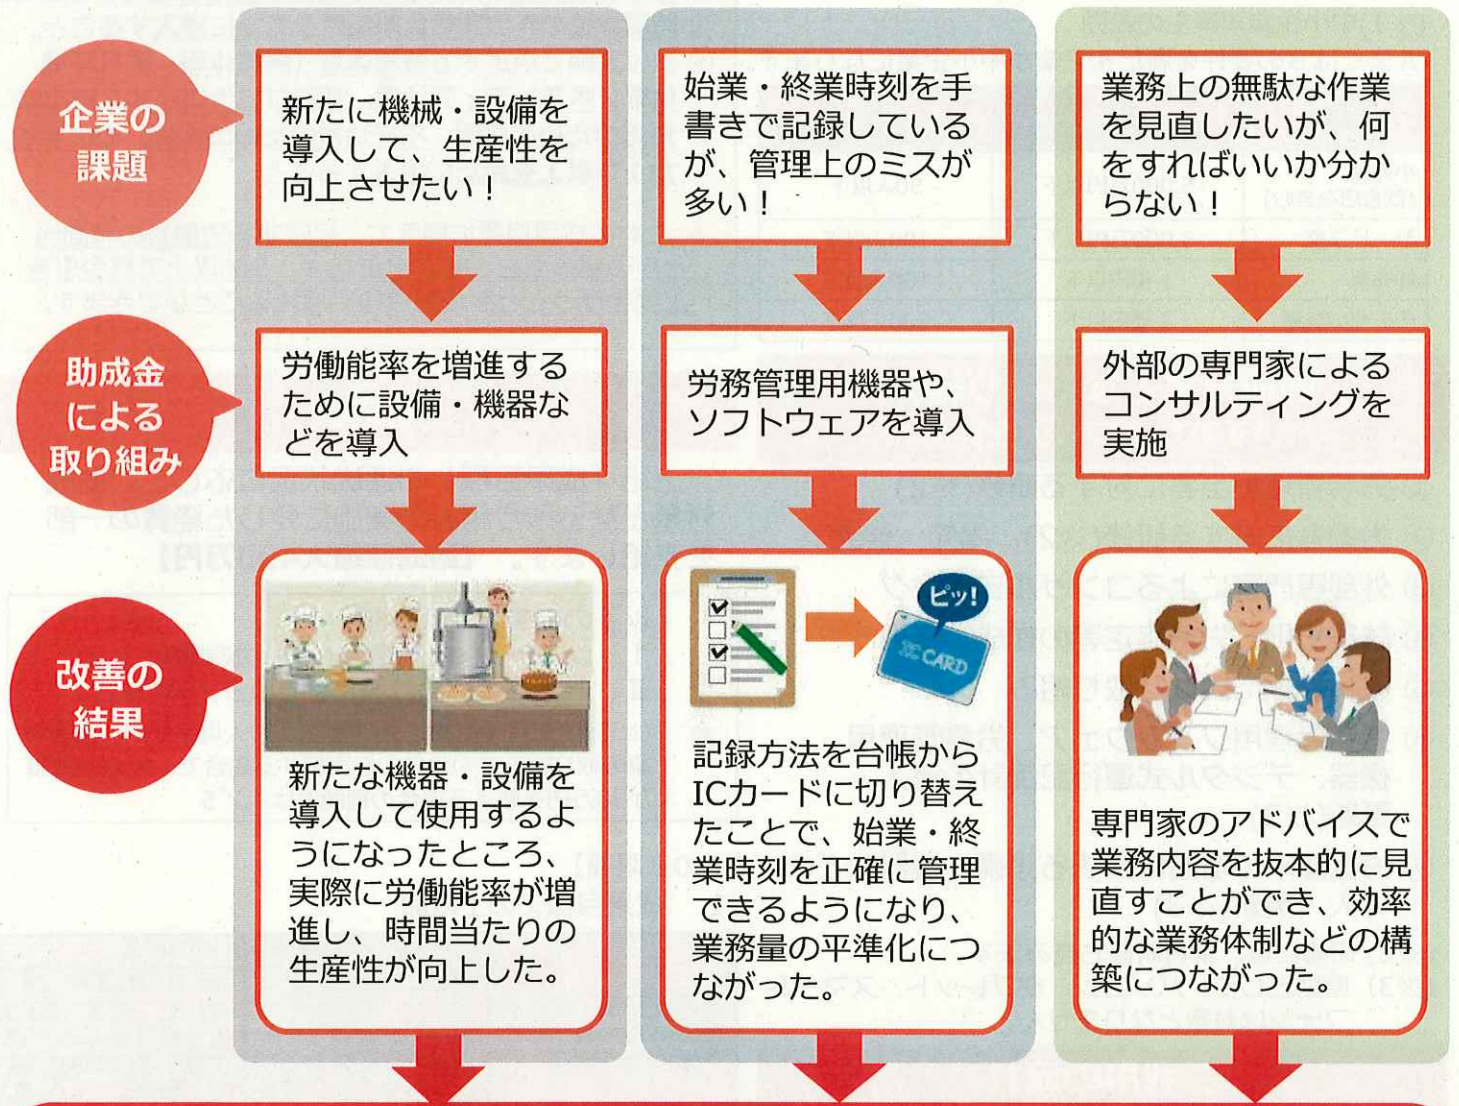 企業の
課題
新たに機械・設備を
導入して、生産性を
向上させたい！
始業・終業時刻を手
書きで記録している
が、管理上のミスが
多い！
業務上の無駄な作業
を見直したいが、何
をすればいいか分か
らない！
助成金
による
取り組み
労働能率を増進する
ために設備・機器な
どを導入
労務管理用機器や、
ソフトウェアを導入
外部の専門家による
コンサルティングを
実施
改善の
結果
新たな機器・設備を
導入して使用するよ
うになったところ、
実際に労働能率が増
進し、時間当たりの
生産性が向上した。
ピッ!
IC CARD
記録方法を台帳から
ICカードに切り替え
たことで、始業・終
業時刻を正確に管理
できるようになり、
業務量の平準化につ
ながった。
専門家のアドバイスで
業務内容を抜本的に見
直すことができ、効率
的な業務体制などの構
築につながった。